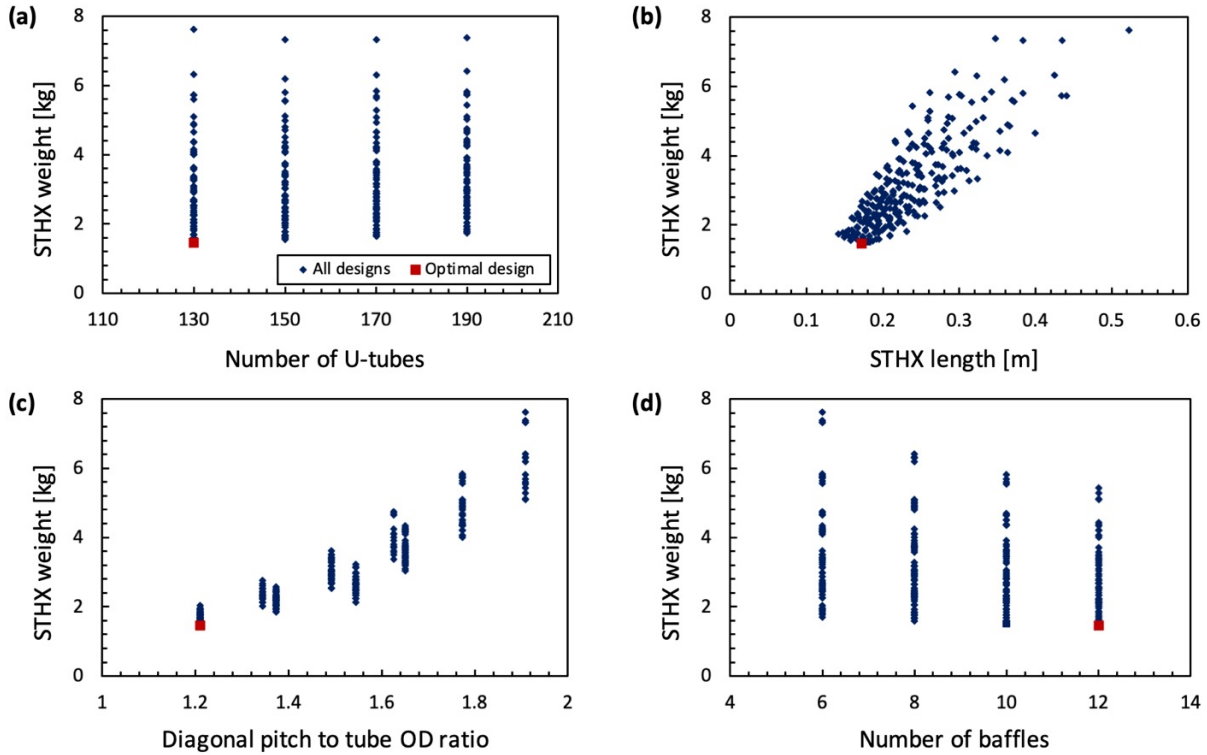 (a)
8
6
4
2
0
STHX weight [kg]
All designs
Optimal design
110 130 150 170 190 210
Number of U-tubes
(b)
8
6
4
2
0
STHX weight [kg]
0 0.1 0.2 0.3 0.4 0.5 0.6
STHX length [m]
(c)
8
6
4
2
0
STHX weight [kg]
1 1.2 1.4 1.6 1.8 2
Diagonal pitch to tube OD ratio
(d)
8
6
4
2
0
STHX weight [kg]
4 6 8 10 12 14
Number of baffles